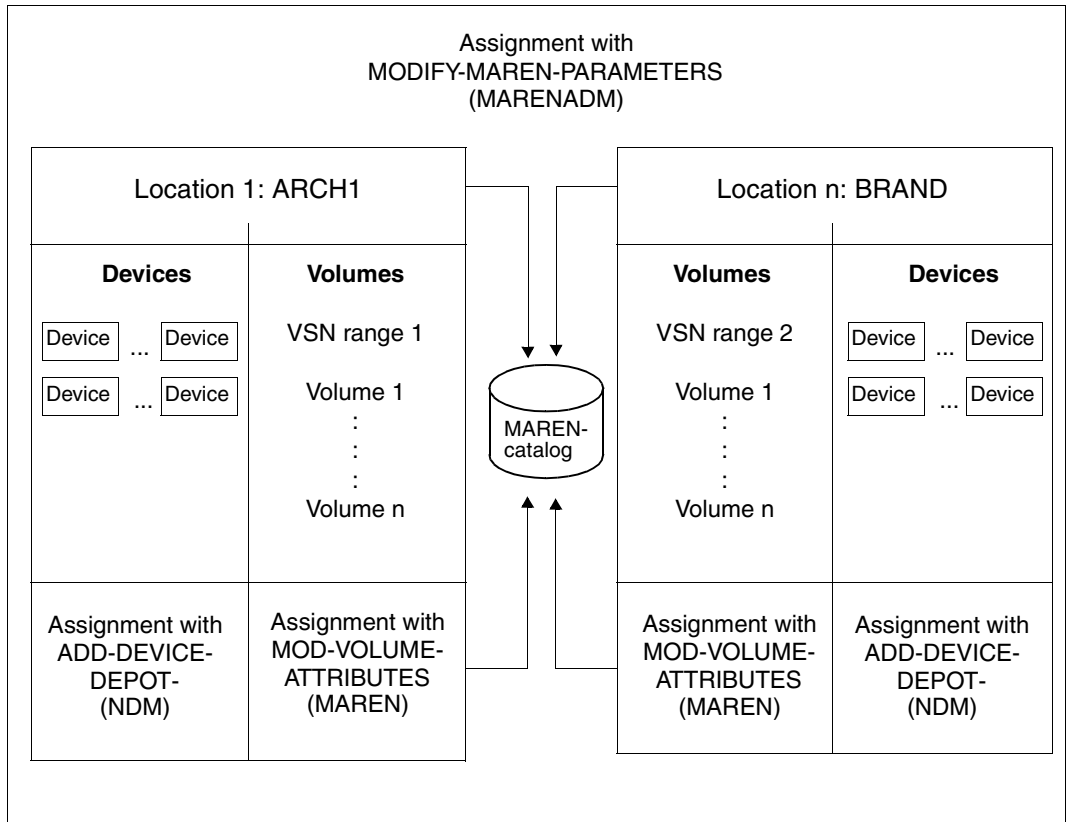 Assignment with
MODIFY-MAREN-PARAMETERS
(MARENADM)
Location 1: ARCH1
Devices
Device ... Device
Device ... Device
Volumes
VSN range 1
Volume 1
:
:
:
Volume n
Assignment with
ADD-DEVICE-
DEPOT-
(NDM)
Assignment with
MOD-VOLUME-
ATTRIBUTES
(MAREN)
MAREN-
catalog
Location n: BRAND
Volumes
VSN range 2
Volume 1
:
:
:
Volume n
Devices
Device ... Device
Device ... Device
Assignment with
MOD-VOLUME-
ATTRIBUTES
(MAREN)
Assignment with
ADD-DEVICE-
DEPOT-
(NDM)